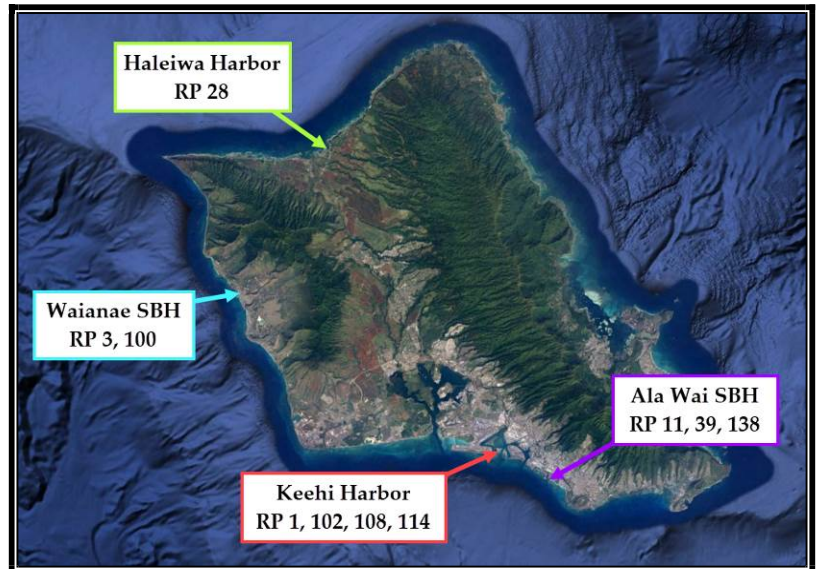 Haleiwa Harbor
RP 28
Waianae SBH
RP 3, 100
Ala Wai SBH
RP 11, 39, 138
Keehi Harbor
RP 1, 102, 108, 114